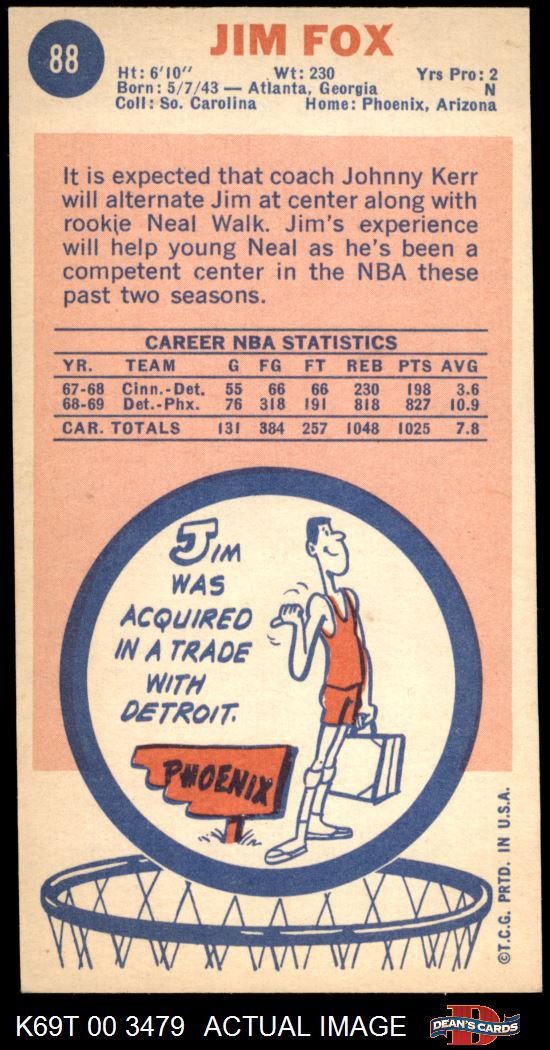 88
JIM FOX
Ht: 6'10'' Wt: 230 Yrs Pro: 2
Born: 5/7/43 — Atlanta, Georgia N
Coll: So. Carolina Home: Phoenix, Arizona
It is expected that coach Johnny Kerr
will alternate Jim at center along with
rookie Neal Walk. Jim's experience
will help young Neal as he's been a
competent center in the NBA these
past two seasons.
CAREER NBA STATISTICS
YR. TEAM G FG FT REB PTS AVG
67-68 Cinn.-Det. 55 66 66 230 198 3.6
68-69 Det.-Phx. 76 318 191 818 827 10.9
CAR. TOTALS 131 384 257 1048 1025 7.8
JIM
WAS
ACQUIRED
IN A TRADE
WITH
DETROIT.
PHOENIX
©T.C.G. PRTD. IN U.S.A.
K69T 00 3479 ACTUAL IMAGE
D
DEAN'S CARDS